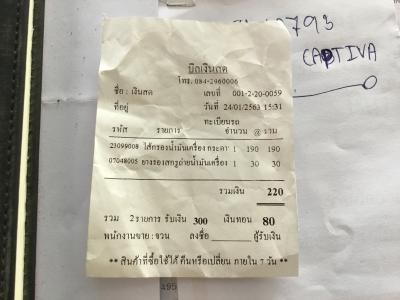 793
CAPTIVA
บิลเงินสด
โทร. 084-2960006
ชื่อ : เงินสด เลขที่ 001-2-20-0059
ที่อยู่ วันที่ 24/01/2563 15:31
ทะเบียนรถ
รหัส รายการ จำนวน @ รวม
23099008 ไส้กรองน้ำมันเครื่อง กระดา 1 190 190
07048005 ยางรองสกรูถ่ายน้ำมันเครื่อง 1 30 30
รวมเงิน 220
รวม 2 รายการ รับเงิน 300 เงินทอน 80
พนักงานขาย : จวน ลงชื่อ ________ ผู้รับเงิน
** สินค้าที่ซื้อใช้ได้ คืนหรือเปลี่ยน ภายใน 7 วัน **
495